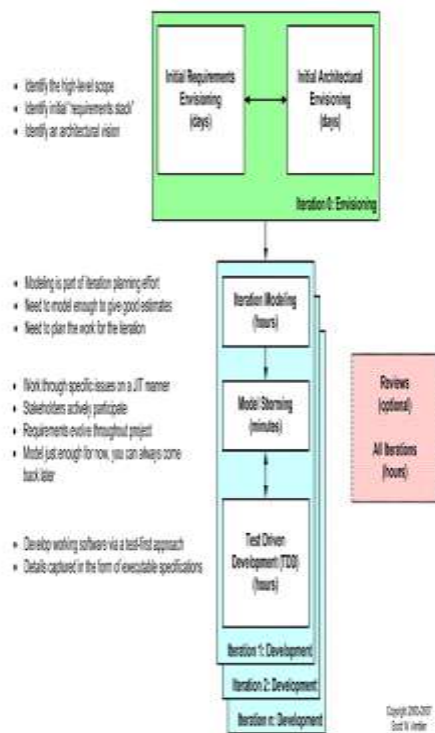 Initial Requirements
Envisioning
(days)
Initial Architectural
Envisioning
(days)
• Identify the high-level scope
• Identify initial "requirements stack"
• Identify an architectural vision
Iteration 0: Envisioning
• Modeling is part of iteration planning effort
• Need to model enough to give good estimates
• Need to plan the work for the iteration
Iteration Modeling
(hours)
• Work through specific issues on a JIT manner
• Stakeholders actively participate
• Requirements evolve throughout project
• Model just enough for now, you can always come
back later
Model Storming
(minutes)
Reviews
(optional)
All Iterations
(hours)
• Develop working software via a test-first approach
• Details captured in the form of executable specifications
Test Driven
Development (TDD)
(hours)
Iteration 1: Development
Iteration 2: Development
Iteration n: Development
Copyright 2003-2007
Scott W. Ambler